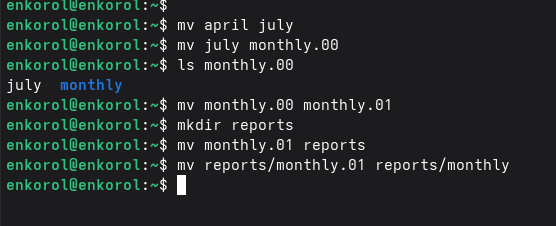 enkorol@enkorol:~$
enkorol@enkorol:~$ mv april july
enkorol@enkorol:~$ mv july monthly.00
enkorol@enkorol:~$ ls monthly.00
july  monthly
enkorol@enkorol:~$ mv monthly.00 monthly.01
enkorol@enkorol:~$ mkdir reports
enkorol@enkorol:~$ mv monthly.01 reports
enkorol@enkorol:~$ mv reports/monthly.01 reports/monthly
enkorol@enkorol:~$